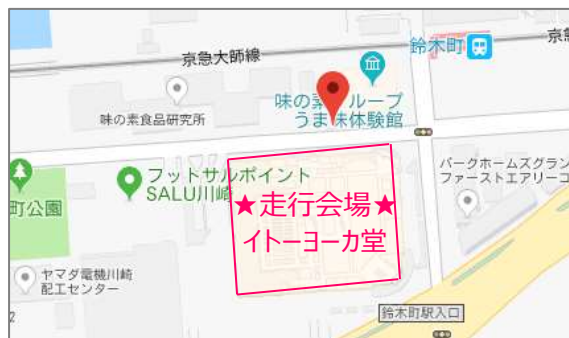 京急大師線
鈴木町
京急
味の素グループ
うま味体験館
味の素食品研究所
フットサルポイント
SALU川崎
パークホームズグラン
ファーストエアリーコ
町公園
★走行会場★
イトーヨーカ堂
ヤマダ電機川崎
配工センター
2
鈴木町駅入口